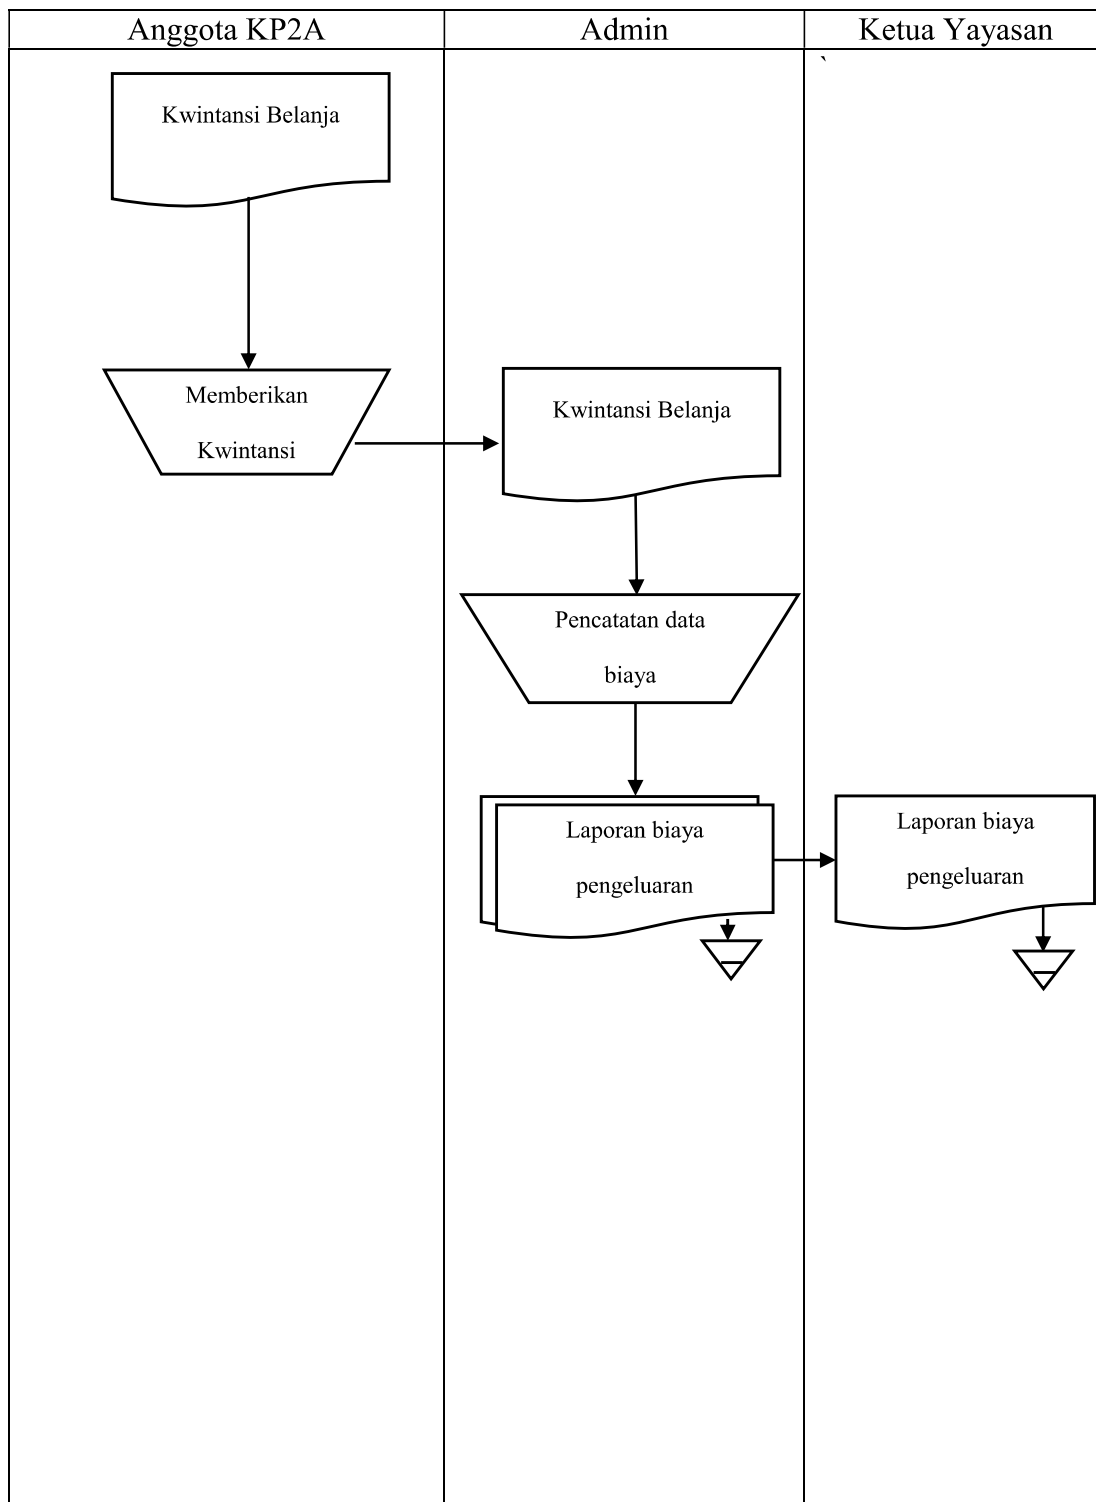 Anggota KP2A
Admin
Ketua Yayasan
`
Kwintansi Belanja
Memberikan
Kwintansi
Kwintansi Belanja
Pencatatan data
biaya
Laporan biaya
pengeluaran
Laporan biaya
pengeluaran